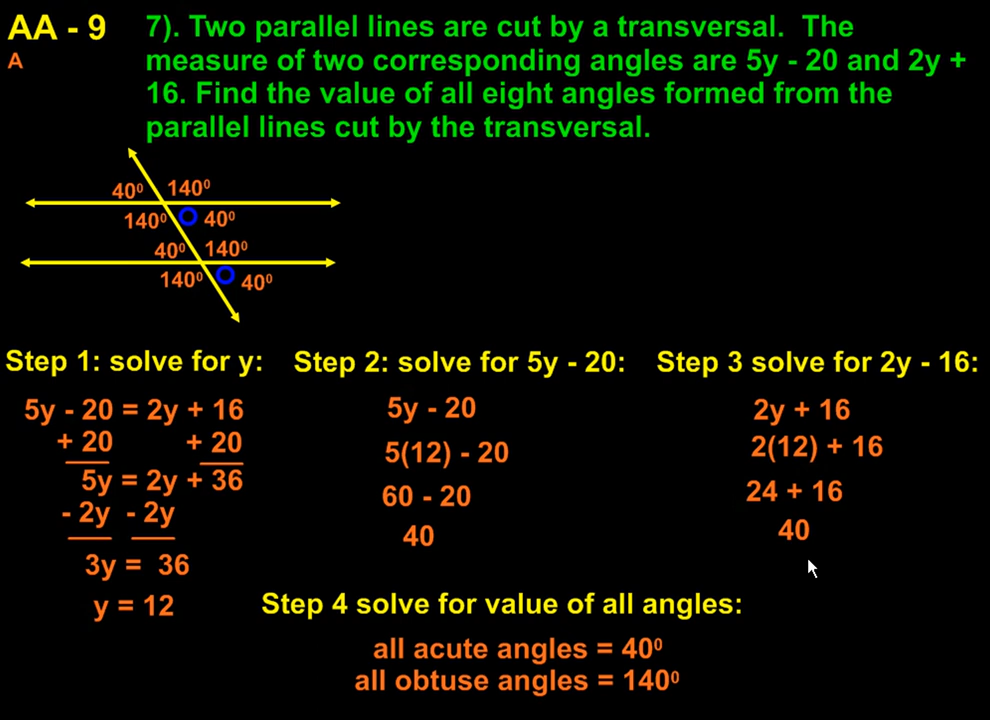 AA - 9
A
7). Two parallel lines are cut by a transversal. The
measure of two corresponding angles are 5y - 20 and 2y +
16. Find the value of all eight angles formed from the
parallel lines cut by the transversal.
40⁰ 140⁰
140⁰ 40⁰
40⁰ 140⁰
140⁰ 40⁰
Step 1: solve for y:
5y - 20 = 2y + 16
+ 20 + 20
5y = 2y + 36
- 2y - 2y
3y = 36
y = 12
Step 2: solve for 5y - 20:
5y - 20
5(12) - 20
60 - 20
40
Step 3 solve for 2y - 16:
2y + 16
2(12) + 16
24 + 16
40
Step 4 solve for value of all angles:
all acute angles = 40⁰
all obtuse angles = 140⁰